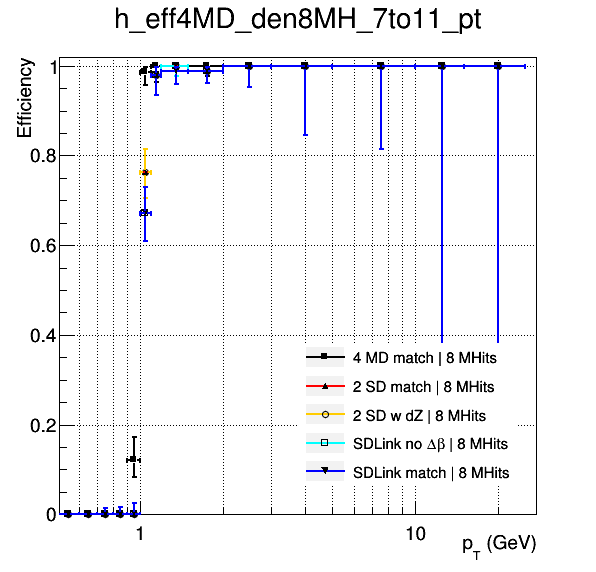 h_eff4MD_den8MH_7to11_pt
Efficiency
1
0.8
0.6
0.4
0.2
0
4 MD match | 8 MHits
2 SD match | 8 MHits
2 SD w dZ | 8 MHits
SDLink no Δβ | 8 MHits
SDLink match | 8 MHits
1 10
p_T (GeV)